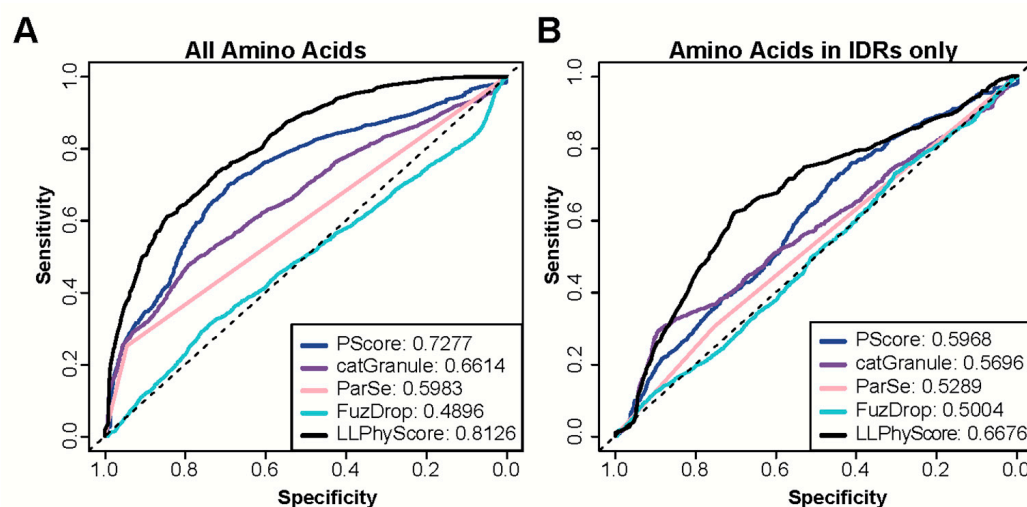 A
All Amino Acids
Sensitivity
0.0
0.2
0.4
0.6
0.8
1.0
1.0
0.8
0.6
0.4
0.2
0.0
Specificity
PScore: 0.7277
catGranule: 0.6614
ParSe: 0.5983
FuzDrop: 0.4896
LLPhyScore: 0.8126
B
Amino Acids in IDRs only
Sensitivity
0.0
0.2
0.4
0.6
0.8
1.0
1.0
0.8
0.6
0.4
0.2
0.0
Specificity
PScore: 0.5968
catGranule: 0.5696
ParSe: 0.5289
FuzDrop: 0.5004
LLPhyScore: 0.6676